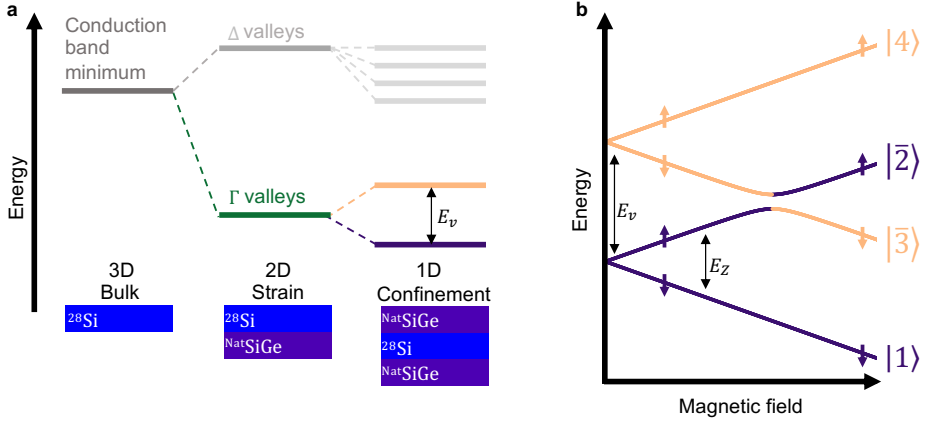 a
Energy
Conduction
band
minimum
Δ valleys
Γ valleys
E_v
3D
Bulk
2D
Strain
1D
Confinement
²⁸Si
²⁸Si
ᴺᵃᵗSiGe
ᴺᵃᵗSiGe
²⁸Si
ᴺᵃᵗSiGe
b
Energy
E_v
E_Z
|4⟩
|2̅⟩
|3̅⟩
|1⟩
Magnetic field